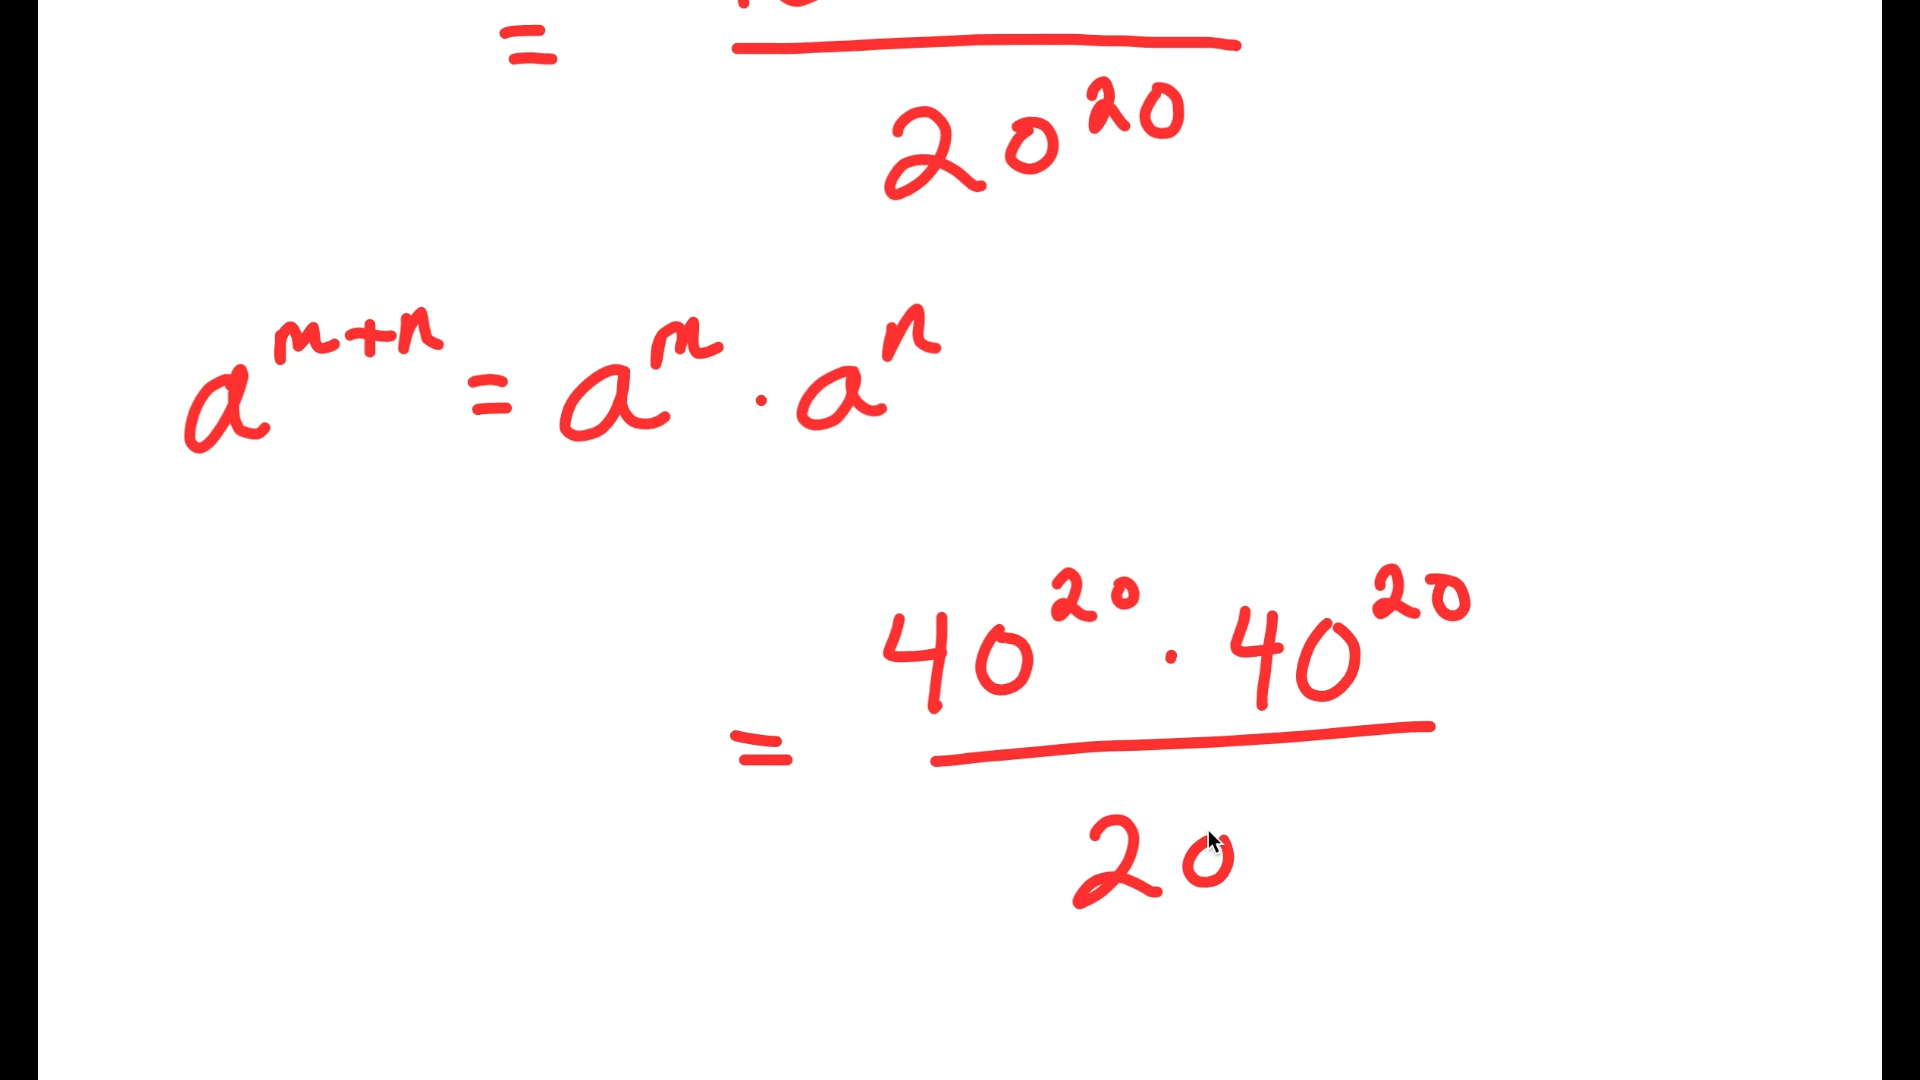 =
20^20
a^m+n = a^m · a^n
40^20 · 40^20
=
20